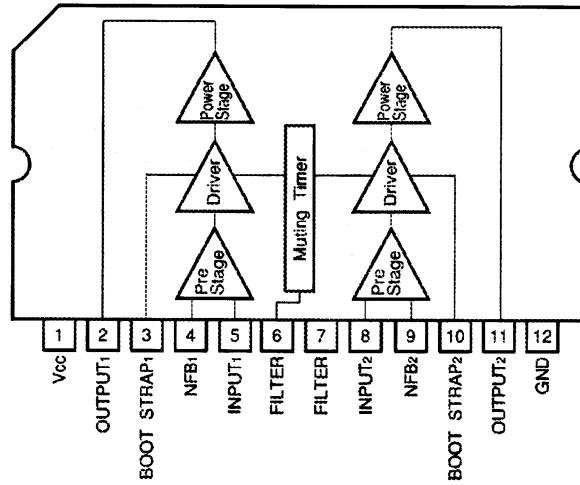 Power Stage
Power Stage
Driver
Driver
Muting Timer
Pre Stage
Pre Stage
1 2 3 4 5 6 7 8 9 10 11 12
Vcc
OUTPUT1
BOOT STRAP1
NFB1
INPUT1
FILTER
FILTER
INPUT2
NFB2
BOOT STRAP2
OUTPUT2
GND